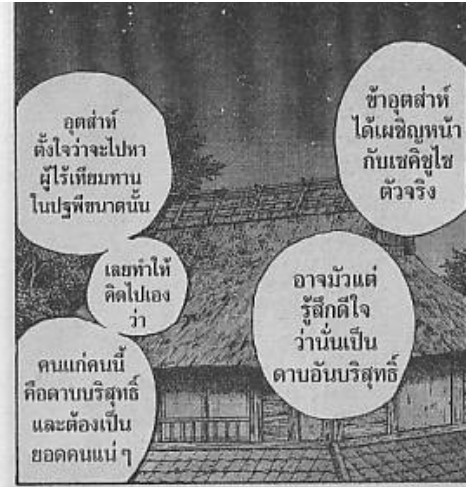 ข้าอุตส่าห์
ได้เผชิญหน้า
กับเซคิชูไซ
ตัวจริง
อาจมัวแต่
รู้สึกดีใจ
ว่านั่นเป็น
ดาบอันบริสุทธิ์
อุตส่าห์
ตั้งใจว่าจะไปหา
ผู้ไร้เทียมทาน
ในปฐพีขนาดนั้น
เลยทำให้
คิดไปเอง
ว่า
คนแก่คนนี้
คือดาบบริสุทธิ์
และต้องเป็น
ยอดคนแน่ๆ